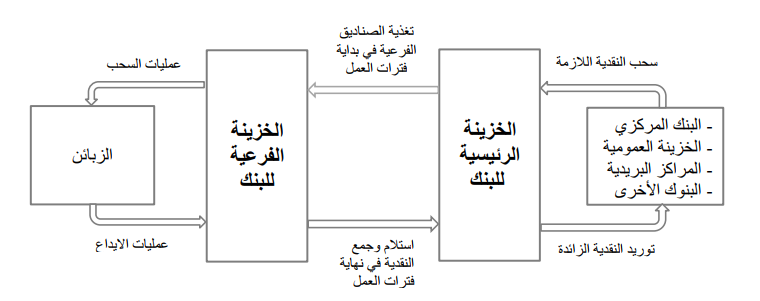 سحب النقدية اللازمة
- البنك المركزي
- الخزينة العمومية
- المراكز البريدية
- البنوك الأخرى
توريد النقدية الزائدة
الخزينة
الرئيسية
للبنك
تغذية الصناديق
الفرعية في بداية
فترات العمل
استلام وجمع
النقدية في نهاية
فترات العمل
الخزينة
الفرعية
للبنك
عمليات السحب
الزبائن
عمليات الايداع